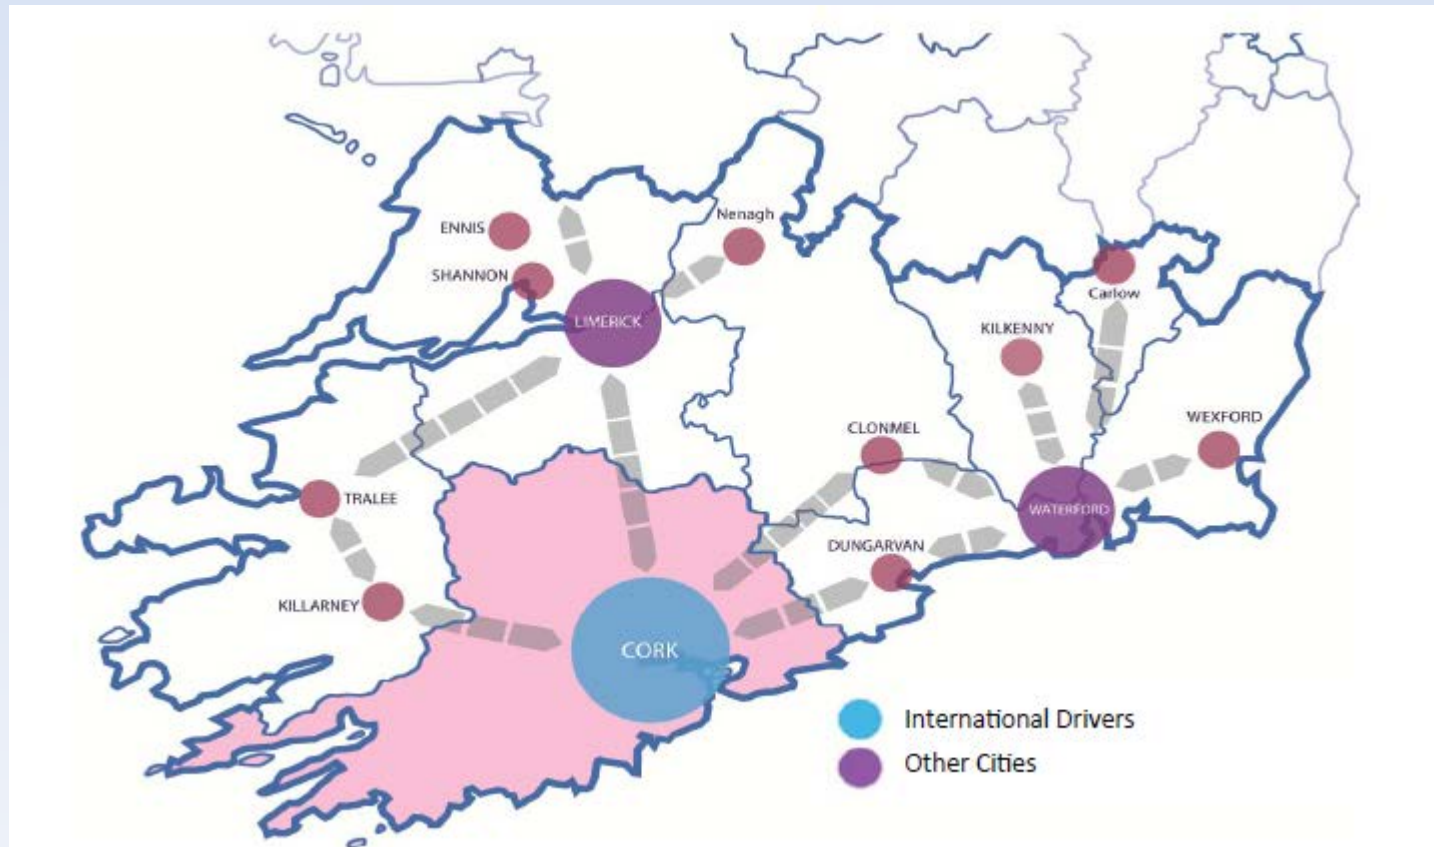 Nenagh
ENNIS
SHANNON
Carlow
LIMERICK
KILKENNY
WEXFORD
CLONMEL
TRALEE
WATERFORD
DUNGARVAN
KILLARNEY
CORK
International Drivers
Other Cities